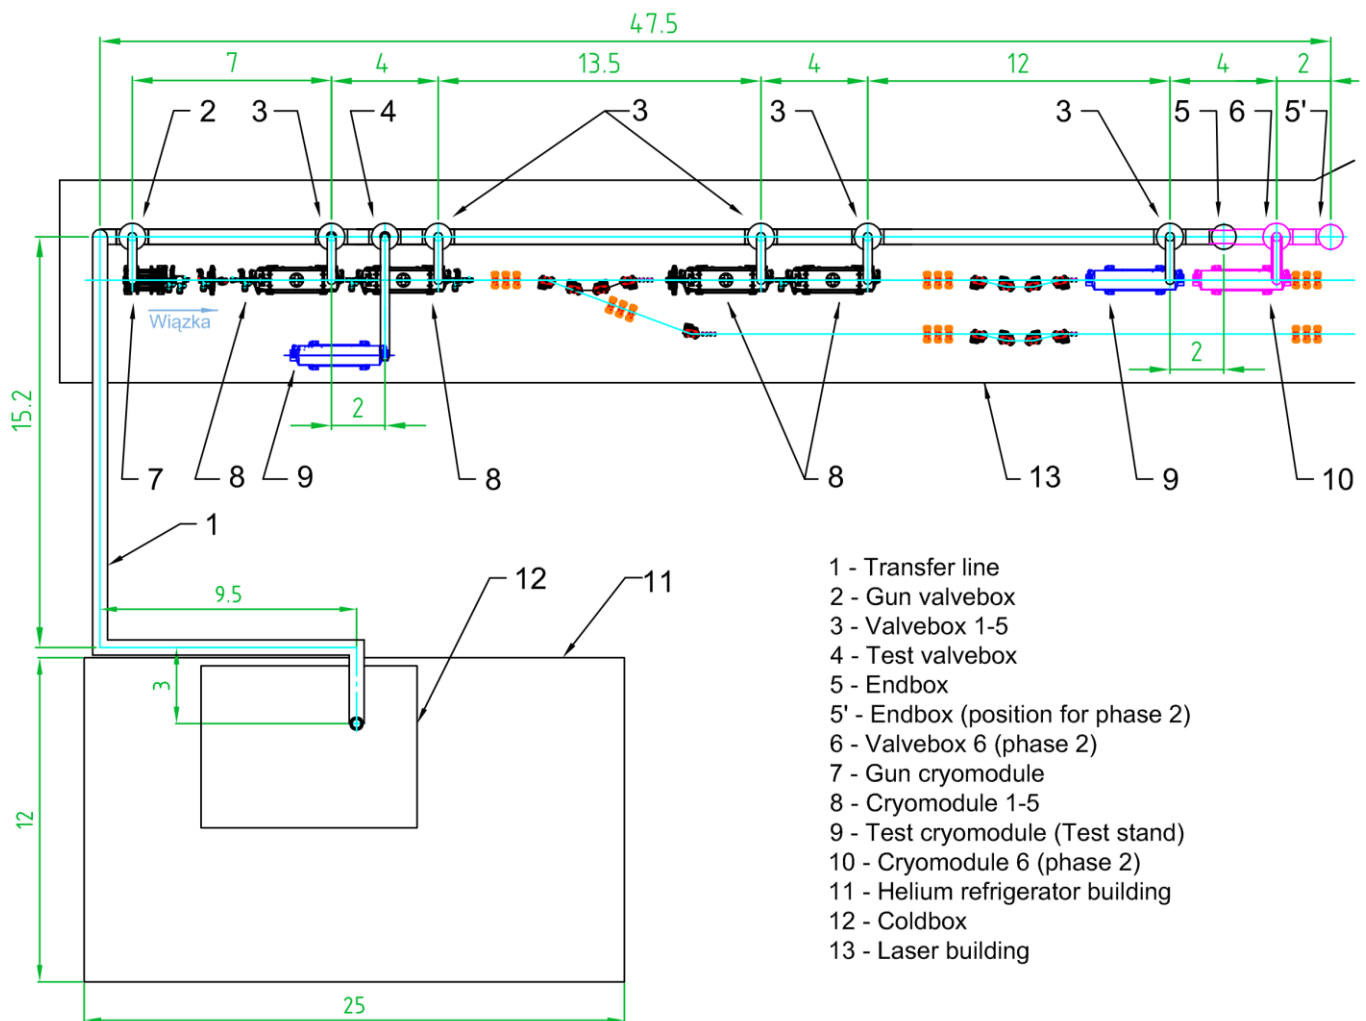 47.5
7 4 13.5 4 12 4 2
2 3 4 3 3 3 5 6 5'
Wiązka
15.2
2
2
7 8 9 8 8 13 9 10
1
9.5
12 11
3
12
25
1 - Transfer line
2 - Gun valvebox
3 - Valvebox 1-5
4 - Test valvebox
5 - Endbox
5' - Endbox (position for phase 2)
6 - Valvebox 6 (phase 2)
7 - Gun cryomodule
8 - Cryomodule 1-5
9 - Test cryomodule (Test stand)
10 - Cryomodule 6 (phase 2)
11 - Helium refrigerator building
12 - Coldbox
13 - Laser building